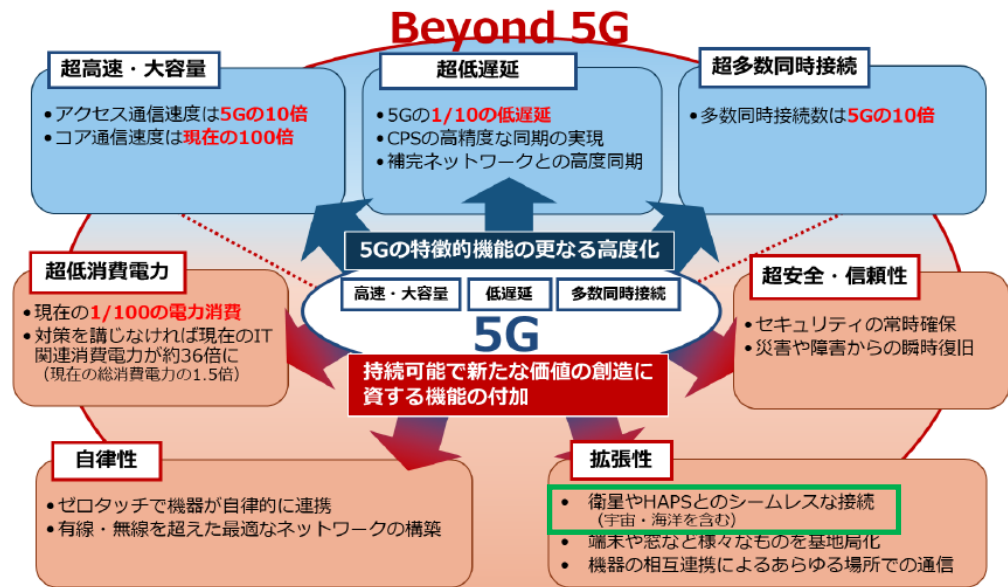 Beyond 5G
超高速・大容量
• アクセス通信速度は5Gの10倍
• コア通信速度は現在の100倍
超低遅延
• 5Gの1/10の低遅延
• CPSの高精度な同期の実現
• 補完ネットワークとの高度同期
超多数同時接続
• 多数同時接続数は5Gの10倍
5Gの特徴的機能の更なる高度化
高速・大容量
低遅延
多数同時接続
5G
持続可能で新たな価値の創造に
資する機能の付加
超低消費電力
• 現在の1/100の電力消費
• 対策を講じなければ現在のIT
関連消費電力が約36倍に
（現在の総消費電力の1.5倍）
超安全・信頼性
• セキュリティの常時確保
• 災害や障害からの瞬時復旧
自律性
• ゼロタッチで機器が自律的に連携
• 有線・無線を超えた最適なネットワークの構築
拡張性
• 衛星やHAPSとのシームレスな接続
（宇宙・海洋を含む）
• 端末や窓など様々なものを基地局化
• 機器の相互連携によるあらゆる場所での通信